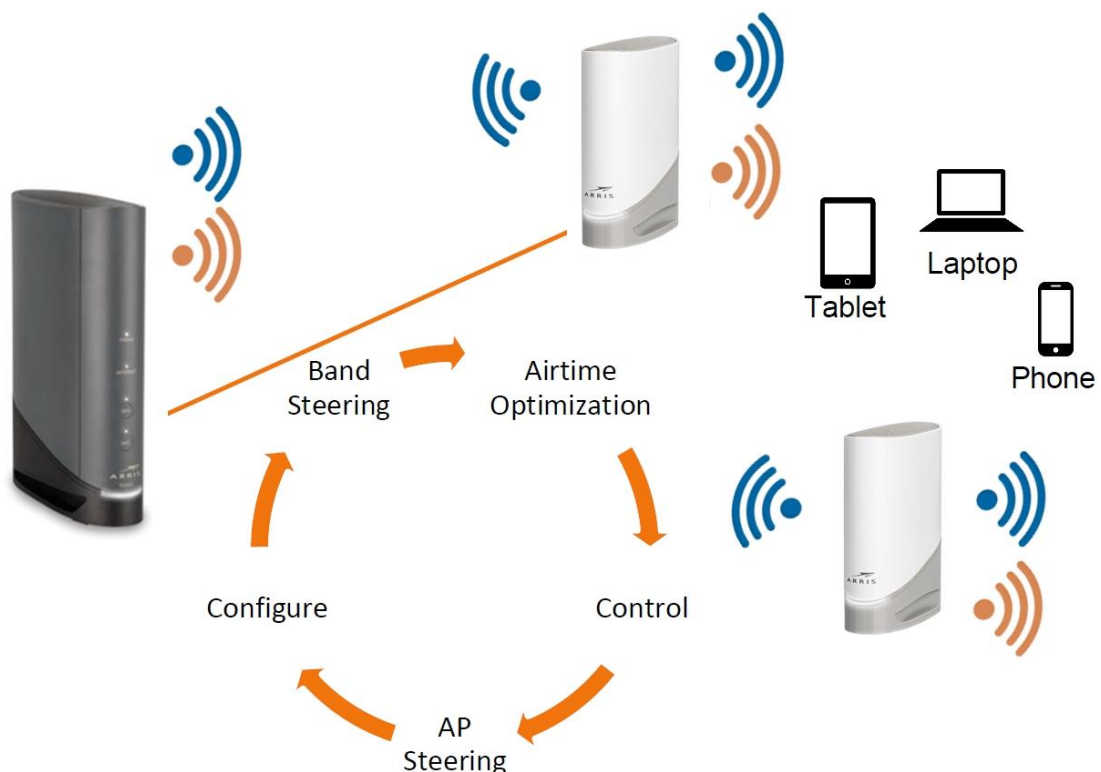 ARRIS
Laptop
Tablet
Phone
Band
Steering
Airtime
Optimization
ARRIS
ARRIS
Configure
Control
AP
Steering